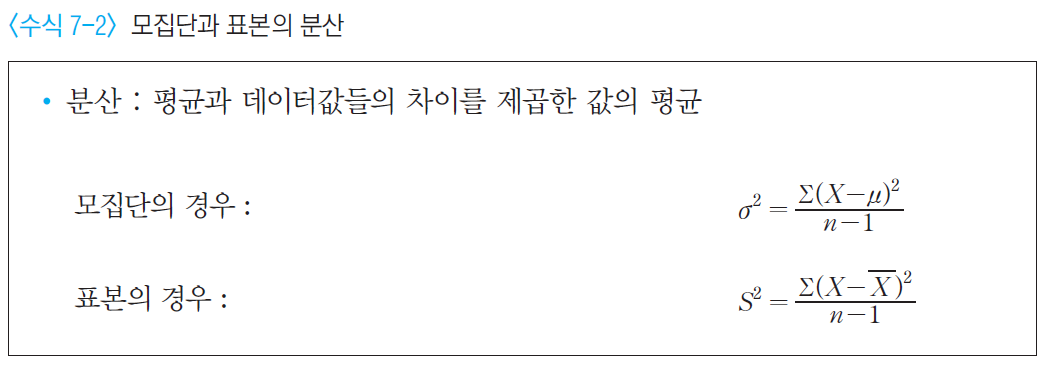 〈수식 7-2〉 모집단과 표본의 분산
• 분산 : 평균과 데이터값들의 차이를 제곱한 값의 평균
모집단의 경우 : σ² = Σ(X−μ)² / n−1
표본의 경우 : S² = Σ(X−X̅)² / n−1